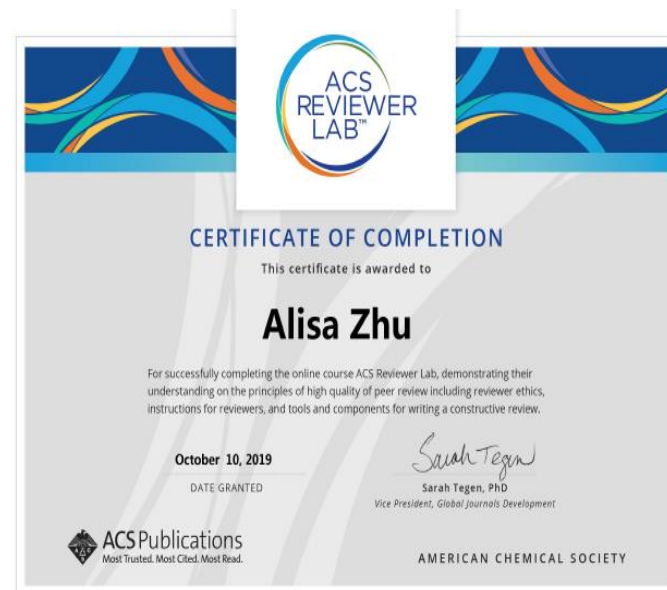 ACS
REVIEWER
LAB™
CERTIFICATE OF COMPLETION
This certificate is awarded to
Alisa Zhu
For successfully completing the online course ACS Reviewer Lab, demonstrating their
understanding on the principles of high quality of peer review including reviewer ethics,
instructions for reviewers, and tools and components for writing a constructive review.
October 10, 2019
DATE GRANTED
Sarah Tegen
Sarah Tegen, PhD
Vice President, Global Journals Development
ACS Publications
Most Trusted. Most Cited. Most Read.
AMERICAN CHEMICAL SOCIETY